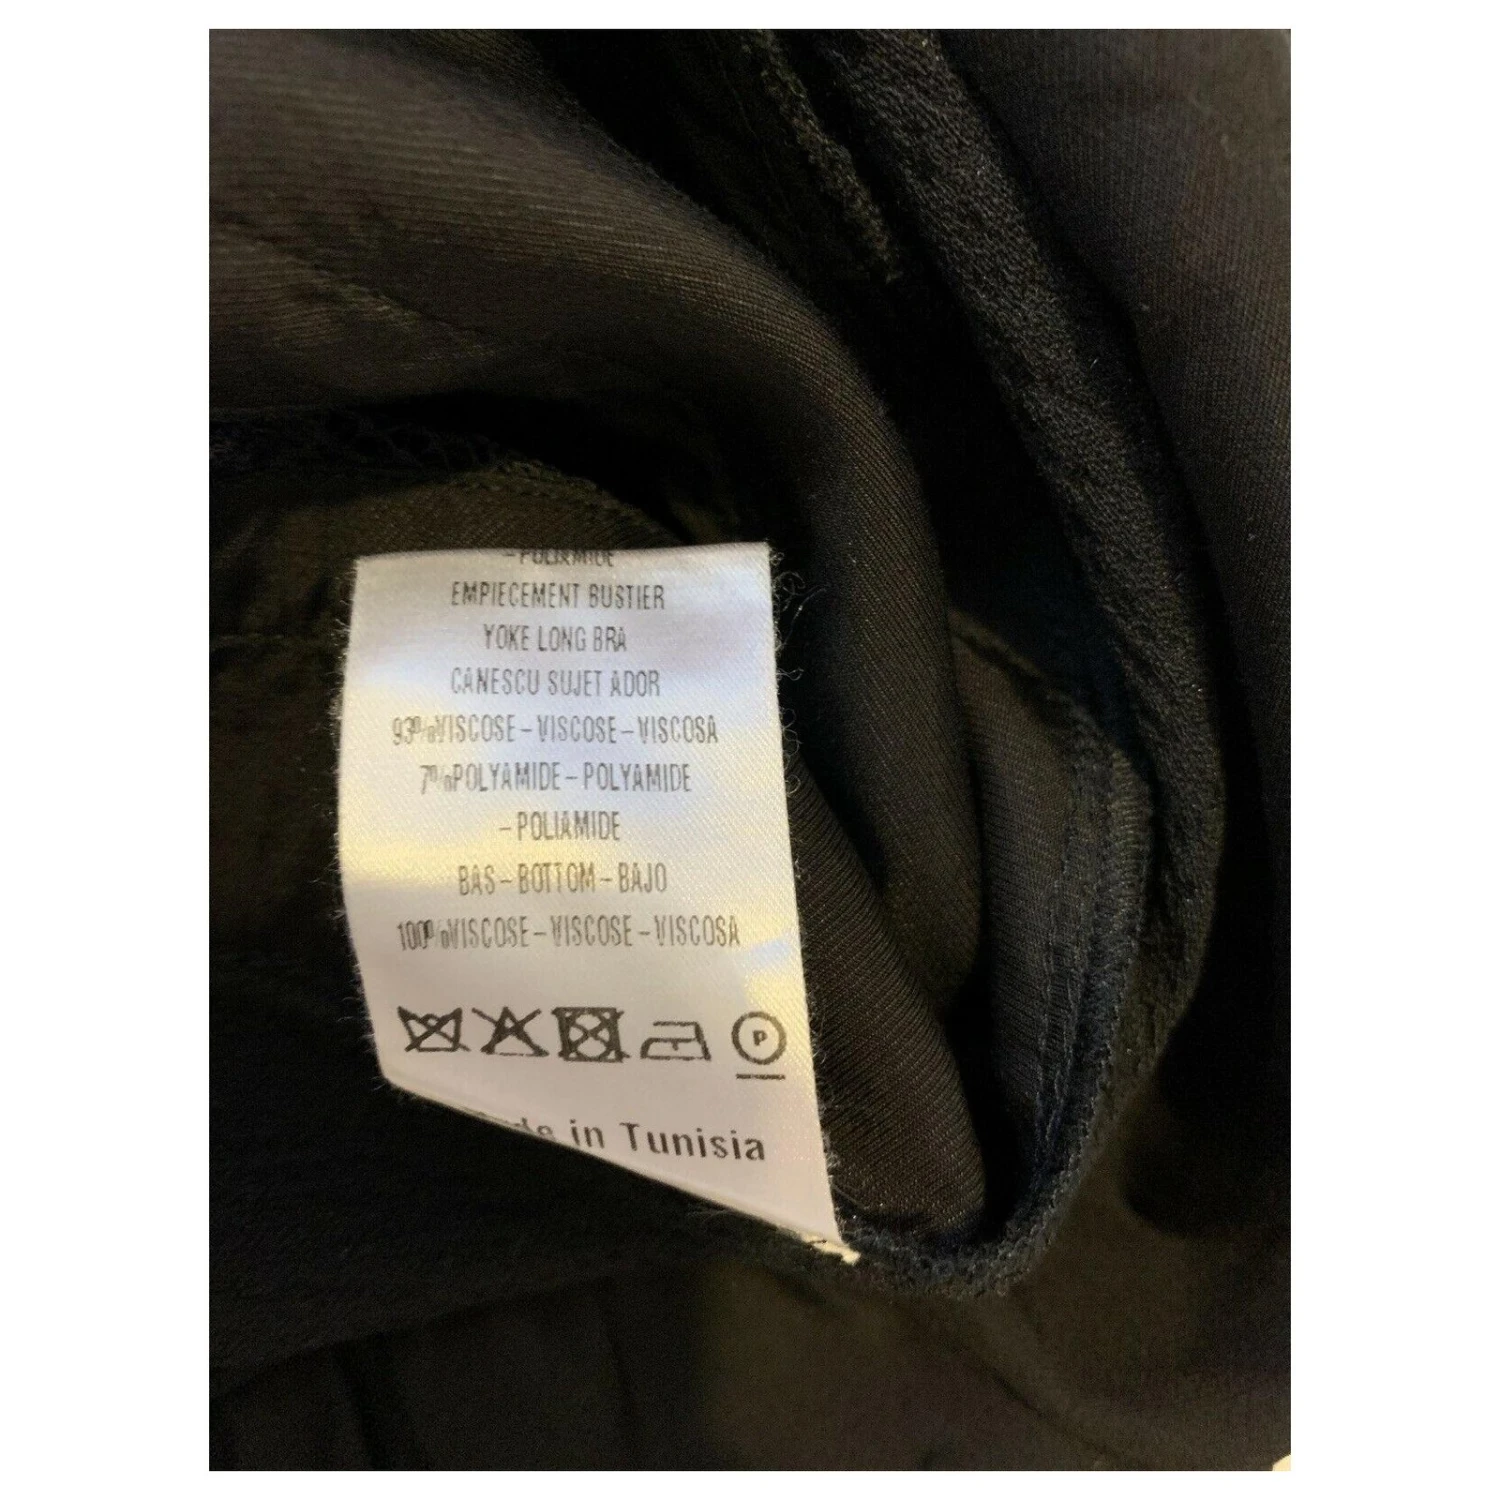 -POLIAMIDE
EMPIECEMENT BUSTIER
YOKE LONG BRA
CANESCU SUJET ADOR
93%VISCOSE-VISCOSE-VISCOSA
7%POLYAMIDE-POLYAMIDE
-POLIAMIDE
BAS-BOTTOM-BAJO
100%VISCOSE-VISCOSE-VISCOSA
P
in Tunisia